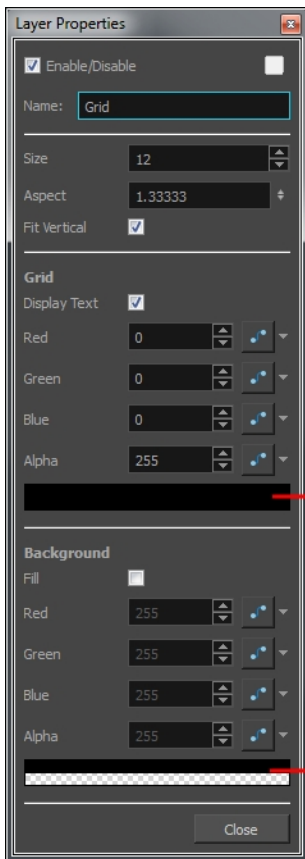 Layer Properties
Enable/Disable
Name: Grid
Size 12
Aspect 1.33333
Fit Vertical
Grid
Display Text
Red 0
Green 0
Blue 0
Alpha 255
Background
Fill
Red 255
Green 255
Blue 255
Alpha 255
Close